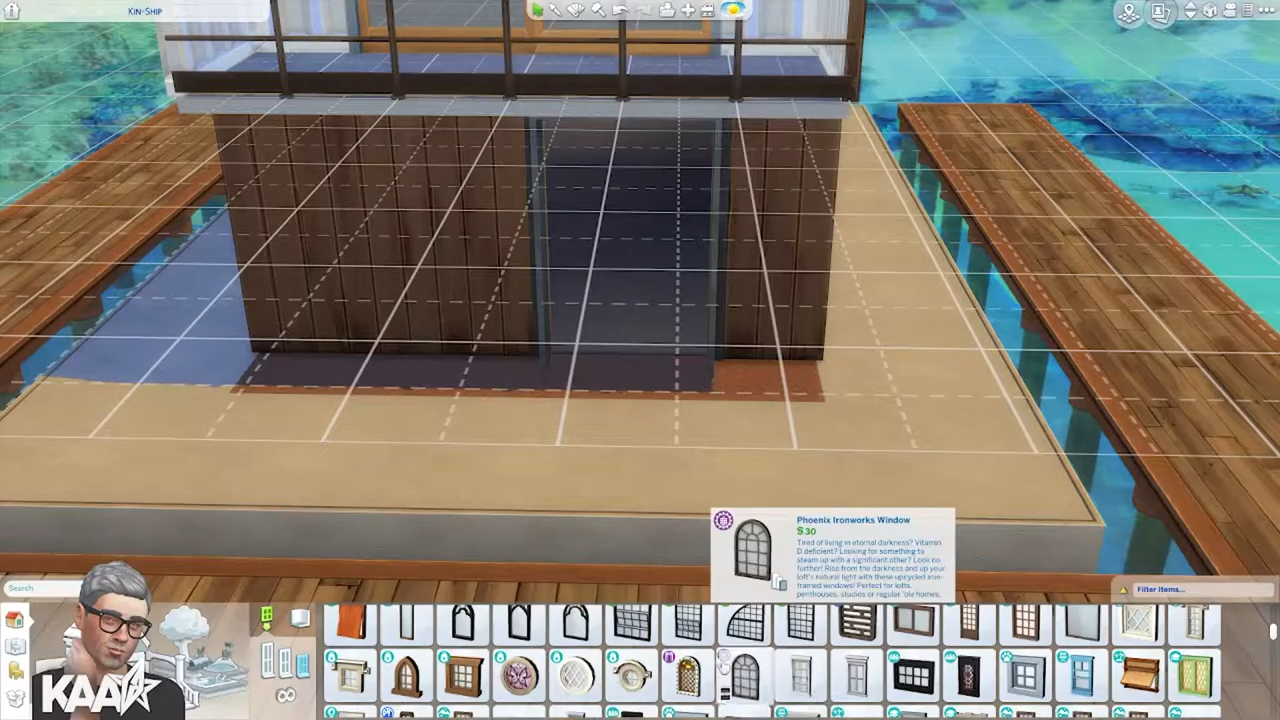 Kin-Ship
Phoenix Ironworks Window
$30
Tired of living in eternal darkness? Vitamin
D deficient? Looking for something to
steam up with a significant other? Look no
further! Rise from the darkness and up your
loft's natural light with these upcycled iron-
framed windows! Perfect for lofts,
penthouses, studios or regular 'ole homes.
Search
Filter Items...
KAA